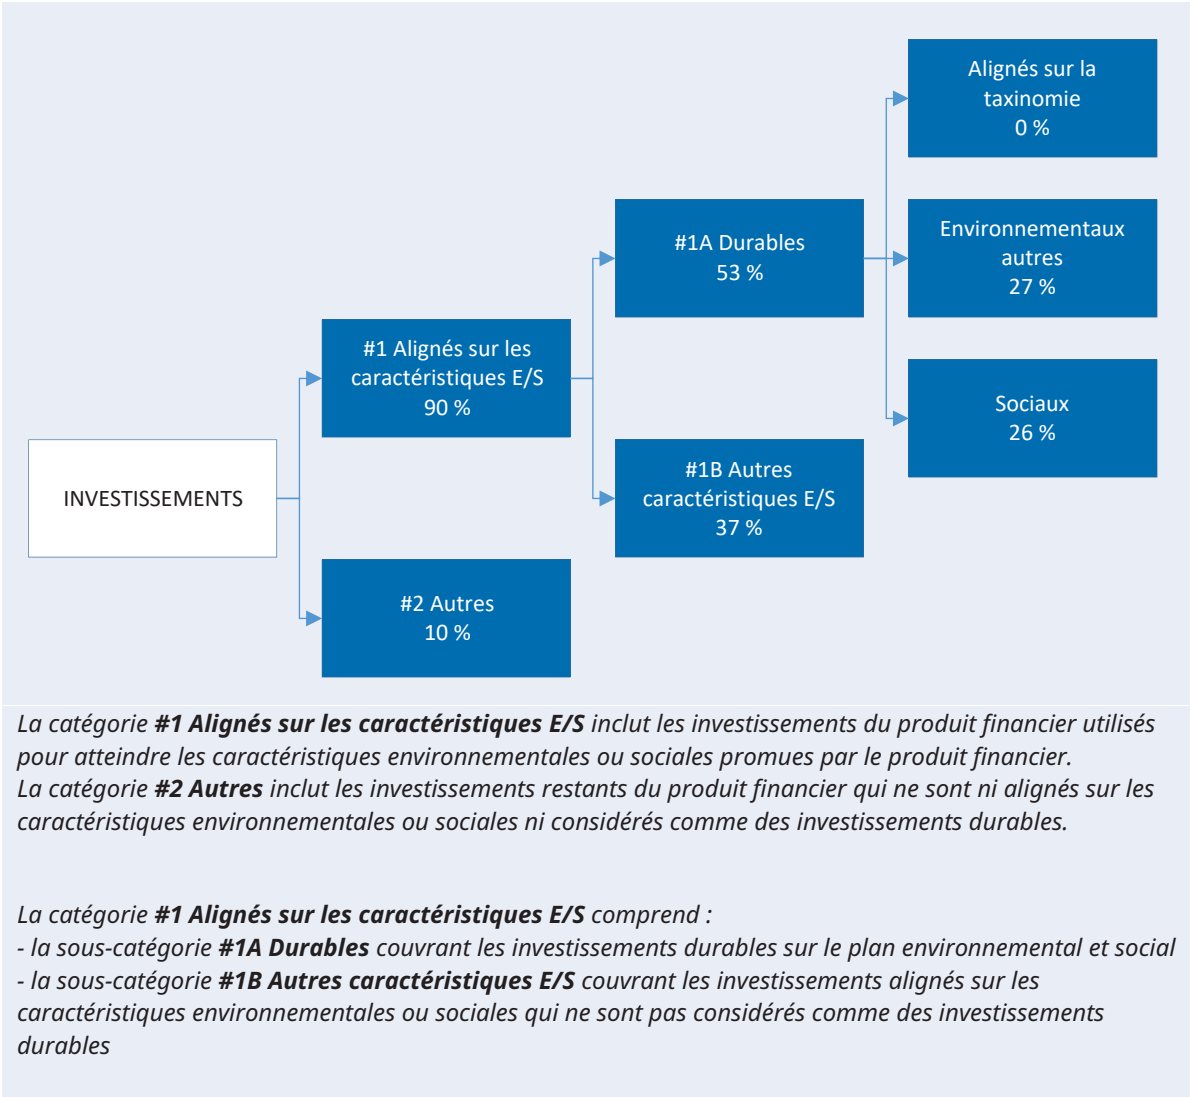 INVESTISSEMENTS
#1 Alignés sur les
caractéristiques E/S
90 %
#2 Autres
10 %
#1A Durables
53 %
#1B Autres
caractéristiques E/S
37 %
Alignés sur la
taxinomie
0 %
Environnementaux
autres
27 %
Sociaux
26 %
La catégorie #1 Alignés sur les caractéristiques E/S inclut les investissements du produit financier utilisés
pour atteindre les caractéristiques environnementales ou sociales promues par le produit financier.
La catégorie #2 Autres inclut les investissements restants du produit financier qui ne sont ni alignés sur les
caractéristiques environnementales ou sociales ni considérés comme des investissements durables.
La catégorie #1 Alignés sur les caractéristiques E/S comprend :
- la sous-catégorie #1A Durables couvrant les investissements durables sur le plan environnemental et social
- la sous-catégorie #1B Autres caractéristiques E/S couvrant les investissements alignés sur les
caractéristiques environnementales ou sociales qui ne sont pas considérés comme des investissements
durables